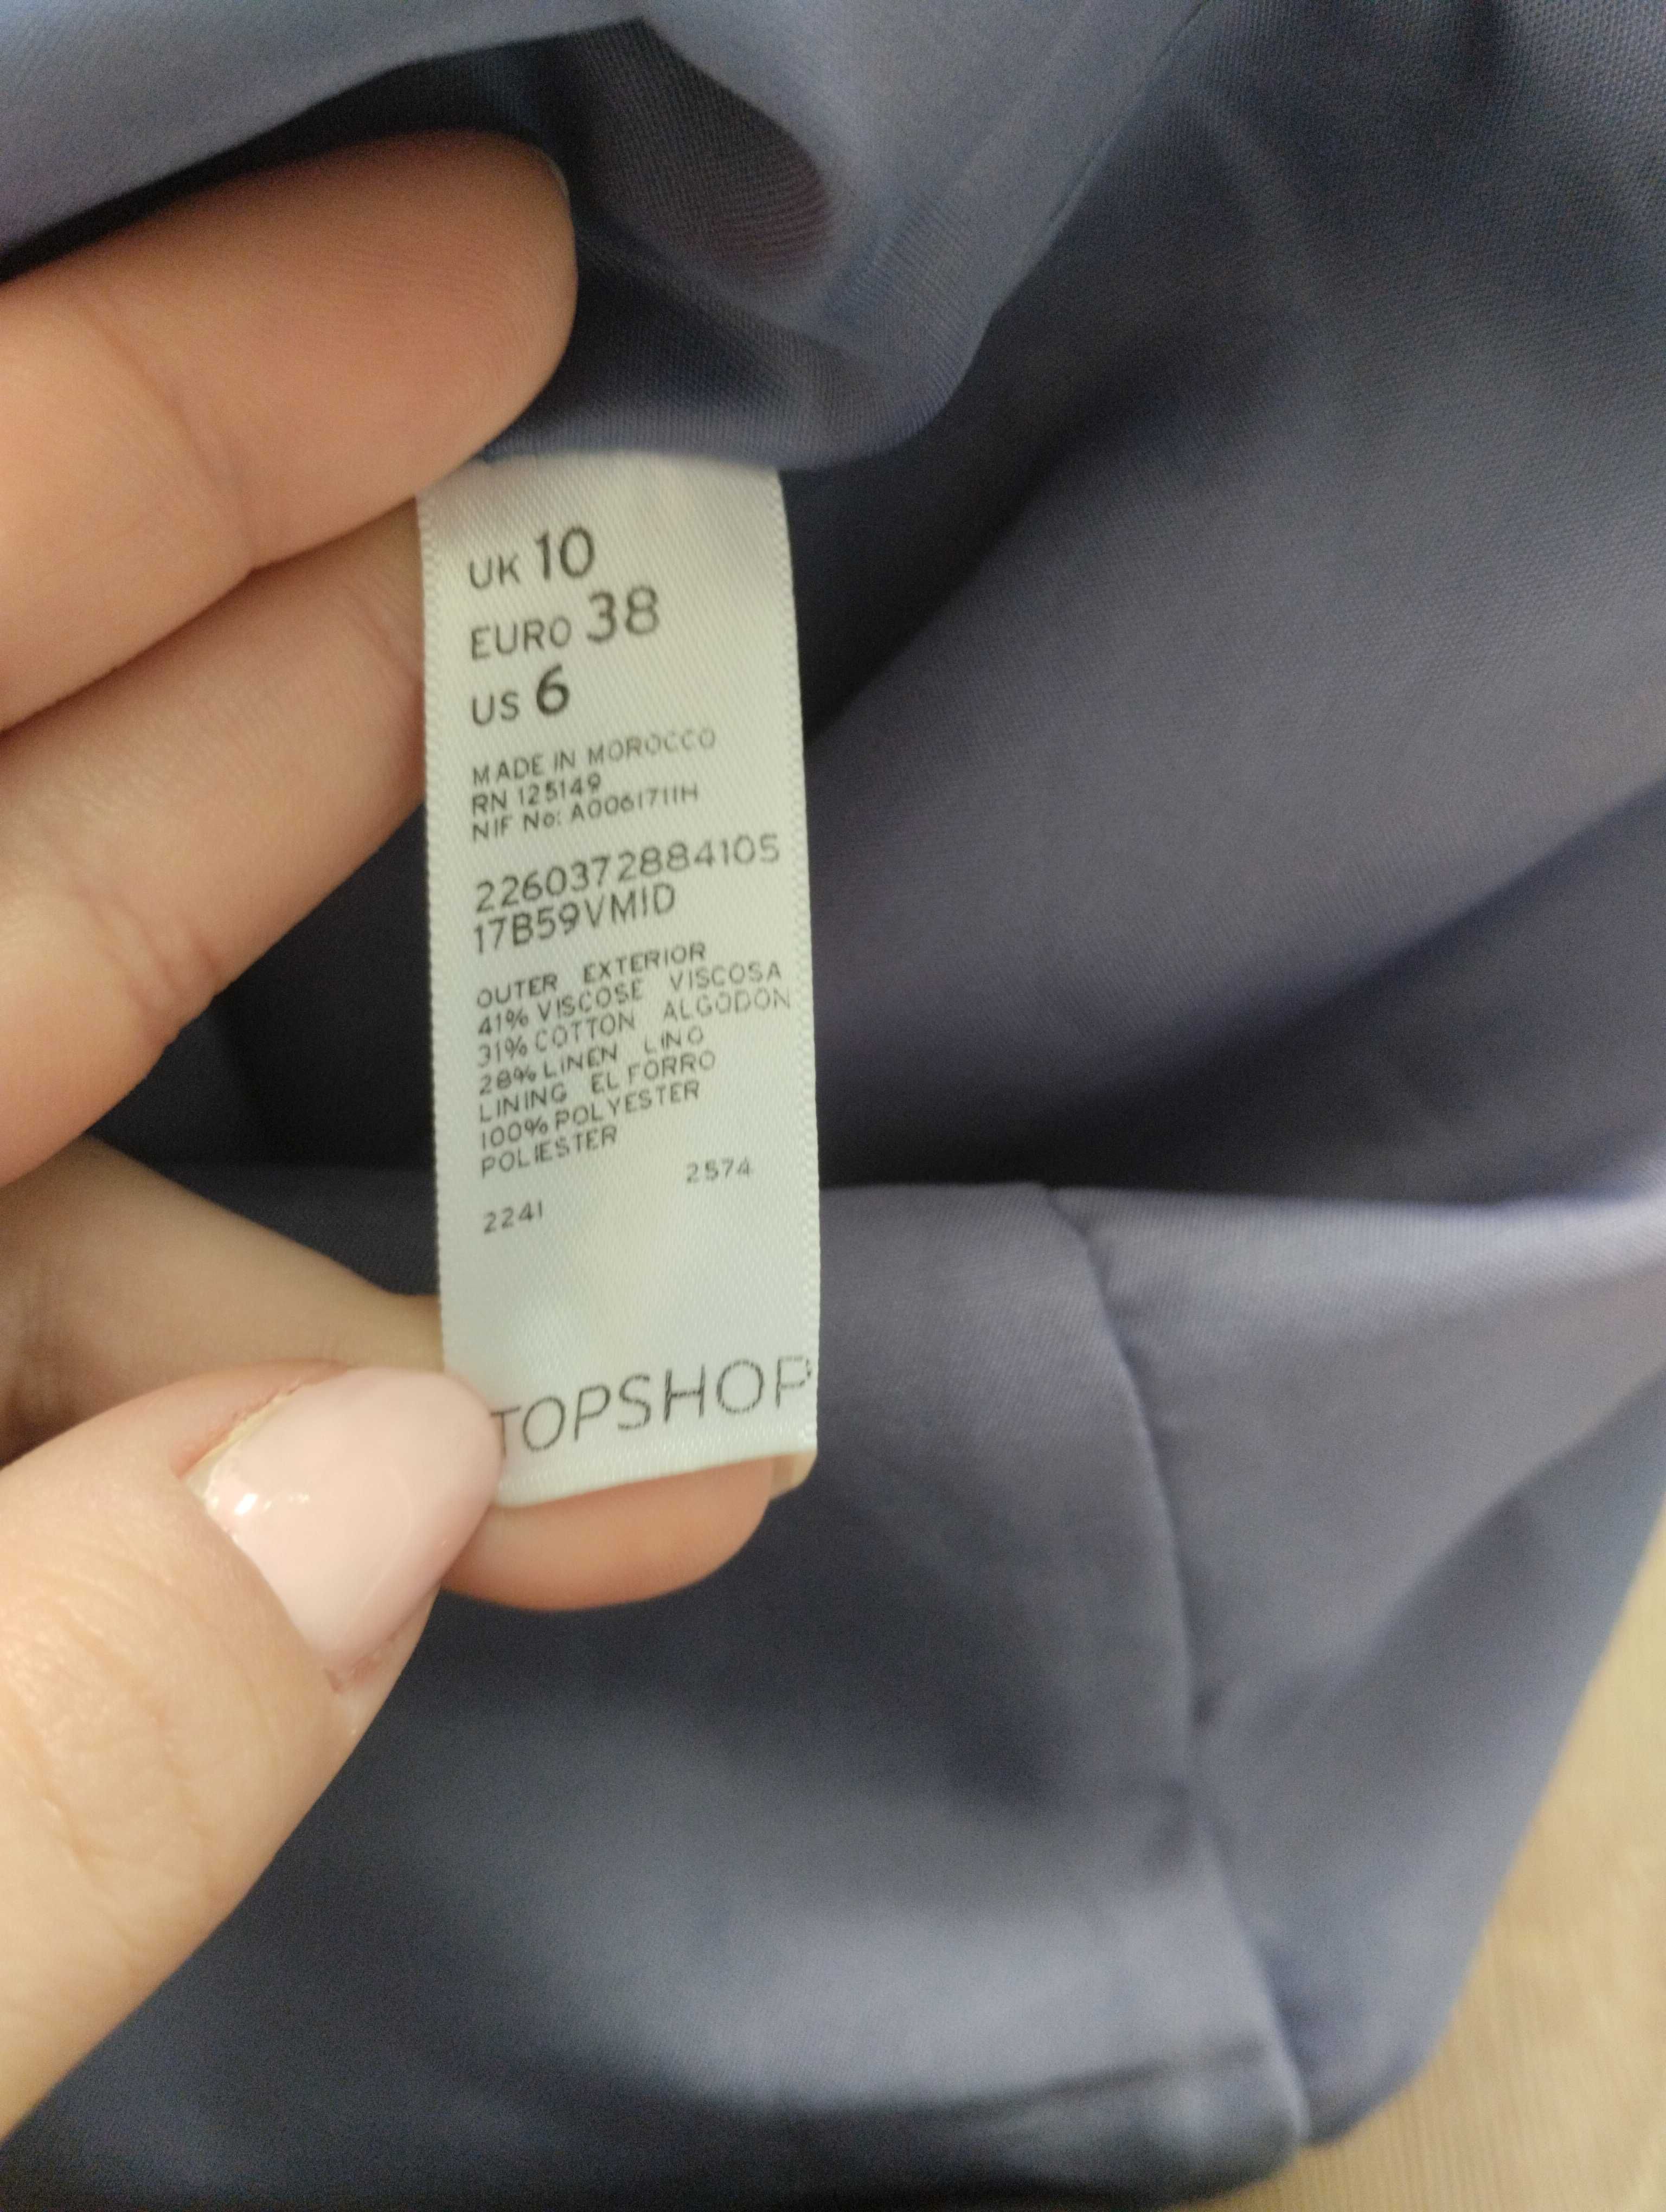 UK 10
EURO 38
US 6
MADE IN MOROCCO
RN 125149
NIF No: A0061711H
2260372884105
17B59VMID
OUTER EXTERIOR
41% VISCOSE VISCOSA
31% COTTON ALGODON
28% LINEN LINO
LINING EL FORRO
100% POLYESTER
POLIESTER
2574
2241
TOPSHOP